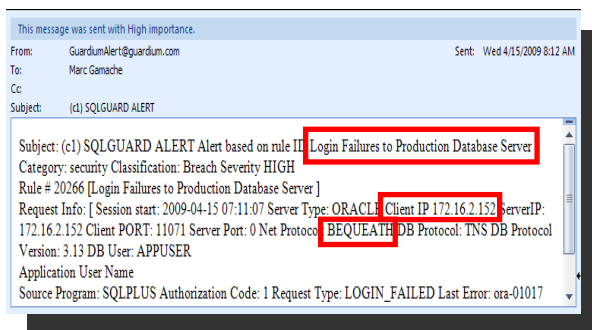 This message was sent with High importance.
From: GuardiumAlert@guardium.com Sent: Wed 4/15/2009 8:12 AM
To: Marc Gamache
Cc:
Subject: (c1) SQLGUARD ALERT
Subject: (c1) SQLGUARD ALERT Alert based on rule ID Login Failures to Production Database Server
Category: security Classification: Breach Severity HIGH
Rule # 20266 [Login Failures to Production Database Server ]
Request Info: [ Session start: 2009-04-15 07:11:07 Server Type: ORACLE Client IP 172.16.2.152 ServerIP:
172.16.2.152 Client PORT: 11071 Server Port: 0 Net Protocol: BEQUEATH DB Protocol: TNS DB Protocol
Version: 3.13 DB User: APPUSER
Application User Name
Source Program: SQLPLUS Authorization Code: 1 Request Type: LOGIN_FAILED Last Error: ora-01017